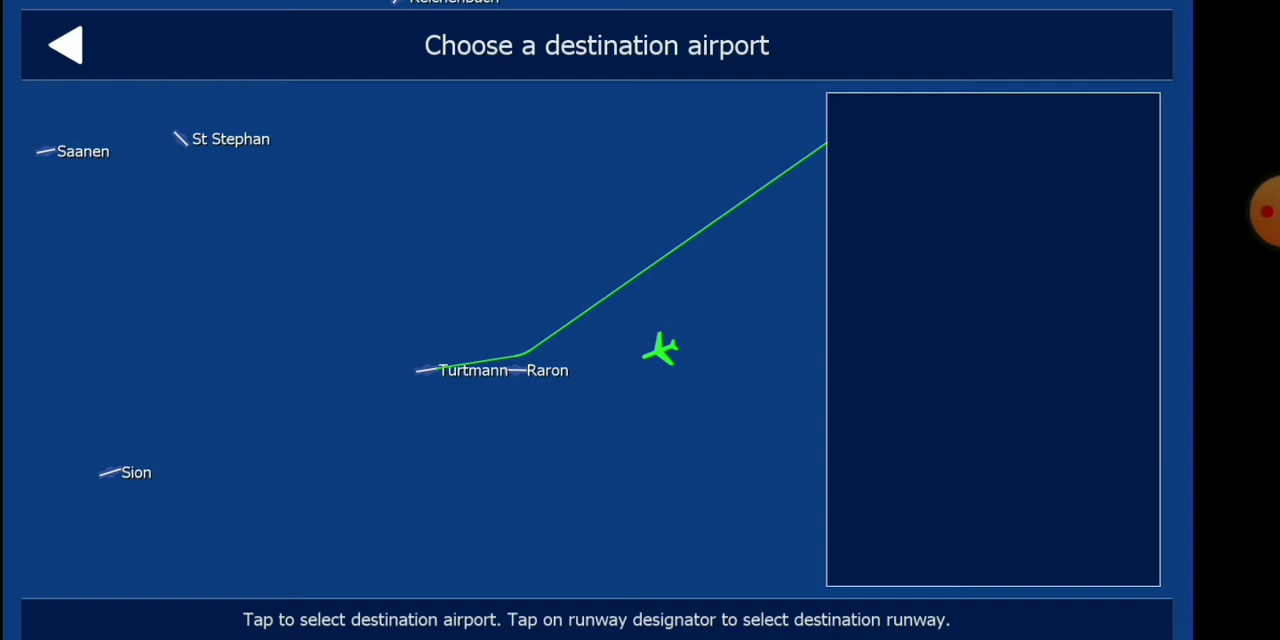 Reichenbach
Choose a destination airport
St Stephan
Saanen
Turtmann
Raron
Sion
Tap to select destination airport. Tap on runway designator to select destination runway.